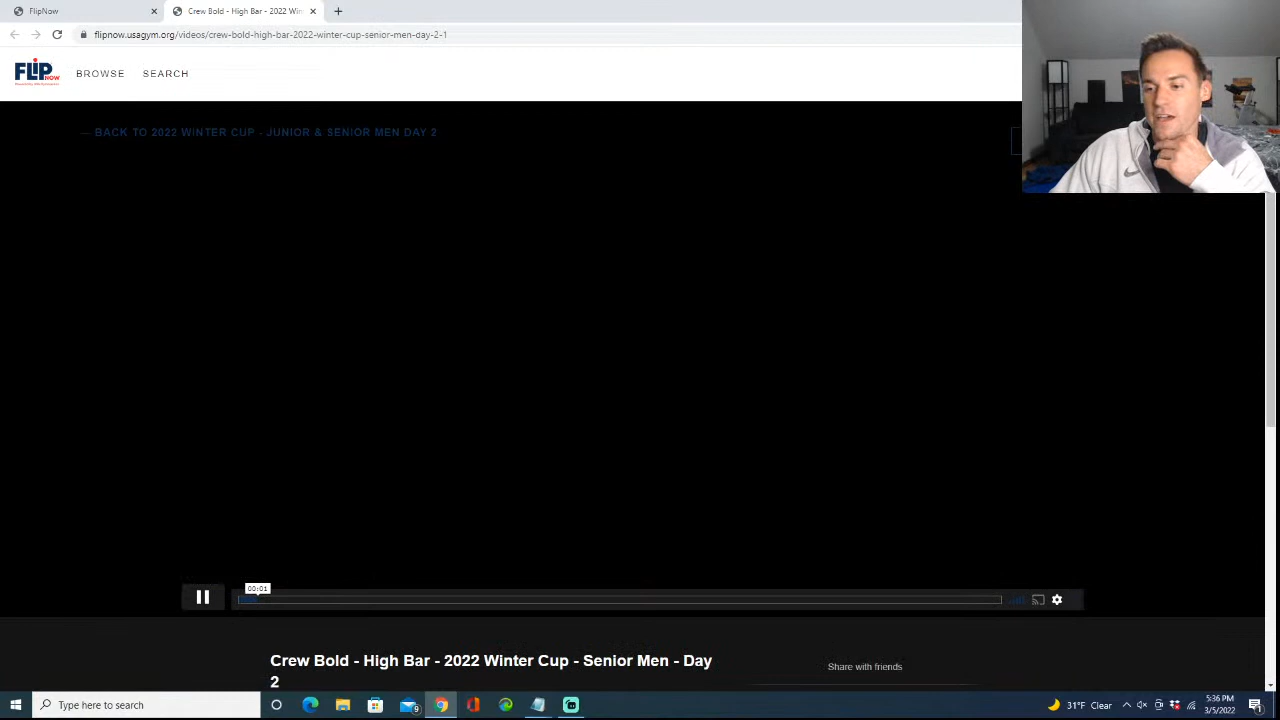 FlipNow
Crew Bold - High Bar - 2022 Win
flipnow.usagym.org/videos/crew-bold-high-bar-2022-winter-cup-senior-men-day-2-1
FLiP NOW
BROWSE
SEARCH
— BACK TO 2022 WINTER CUP - JUNIOR & SENIOR MEN DAY 2
00:01
Crew Bold - High Bar - 2022 Winter Cup - Senior Men - Day
2
Share with friends
Type here to search
9
31°F Clear
5:36 PM
3/5/2022
1